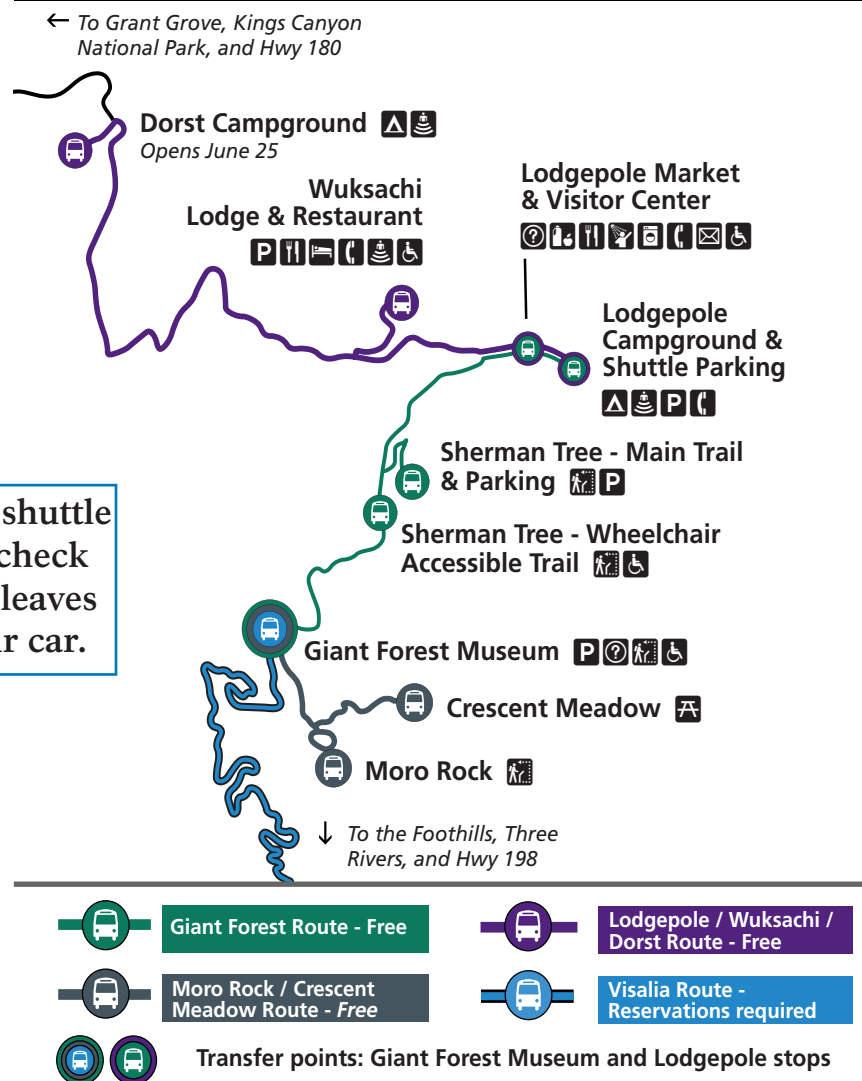 ← To Grant Grove, Kings Canyon
National Park, and Hwy 180
Dorst Campground
Opens June 25
Wuksachi
Lodge & Restaurant
P
Lodgepole Market
& Visitor Center
?
Lodgepole
Campground &
Shuttle Parking
P
Sherman Tree - Main Trail
& Parking P
Sherman Tree - Wheelchair
Accessible Trail
shuttle
check
leaves
r car.
Giant Forest Museum P ?
Crescent Meadow
Moro Rock
↓ To the Foothills, Three
Rivers, and Hwy 198
Giant Forest Route - Free
Lodgepole / Wuksachi /
Dorst Route - Free
Moro Rock / Crescent
Meadow Route - Free
Visalia Route -
Reservations required
Transfer points: Giant Forest Museum and Lodgepole stops